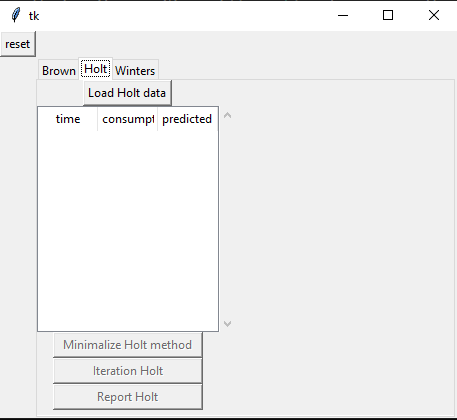 tk
reset
Brown Holt Winters
Load Holt data
time consumpt predicted
Minimalize Holt method
Iteration Holt
Report Holt